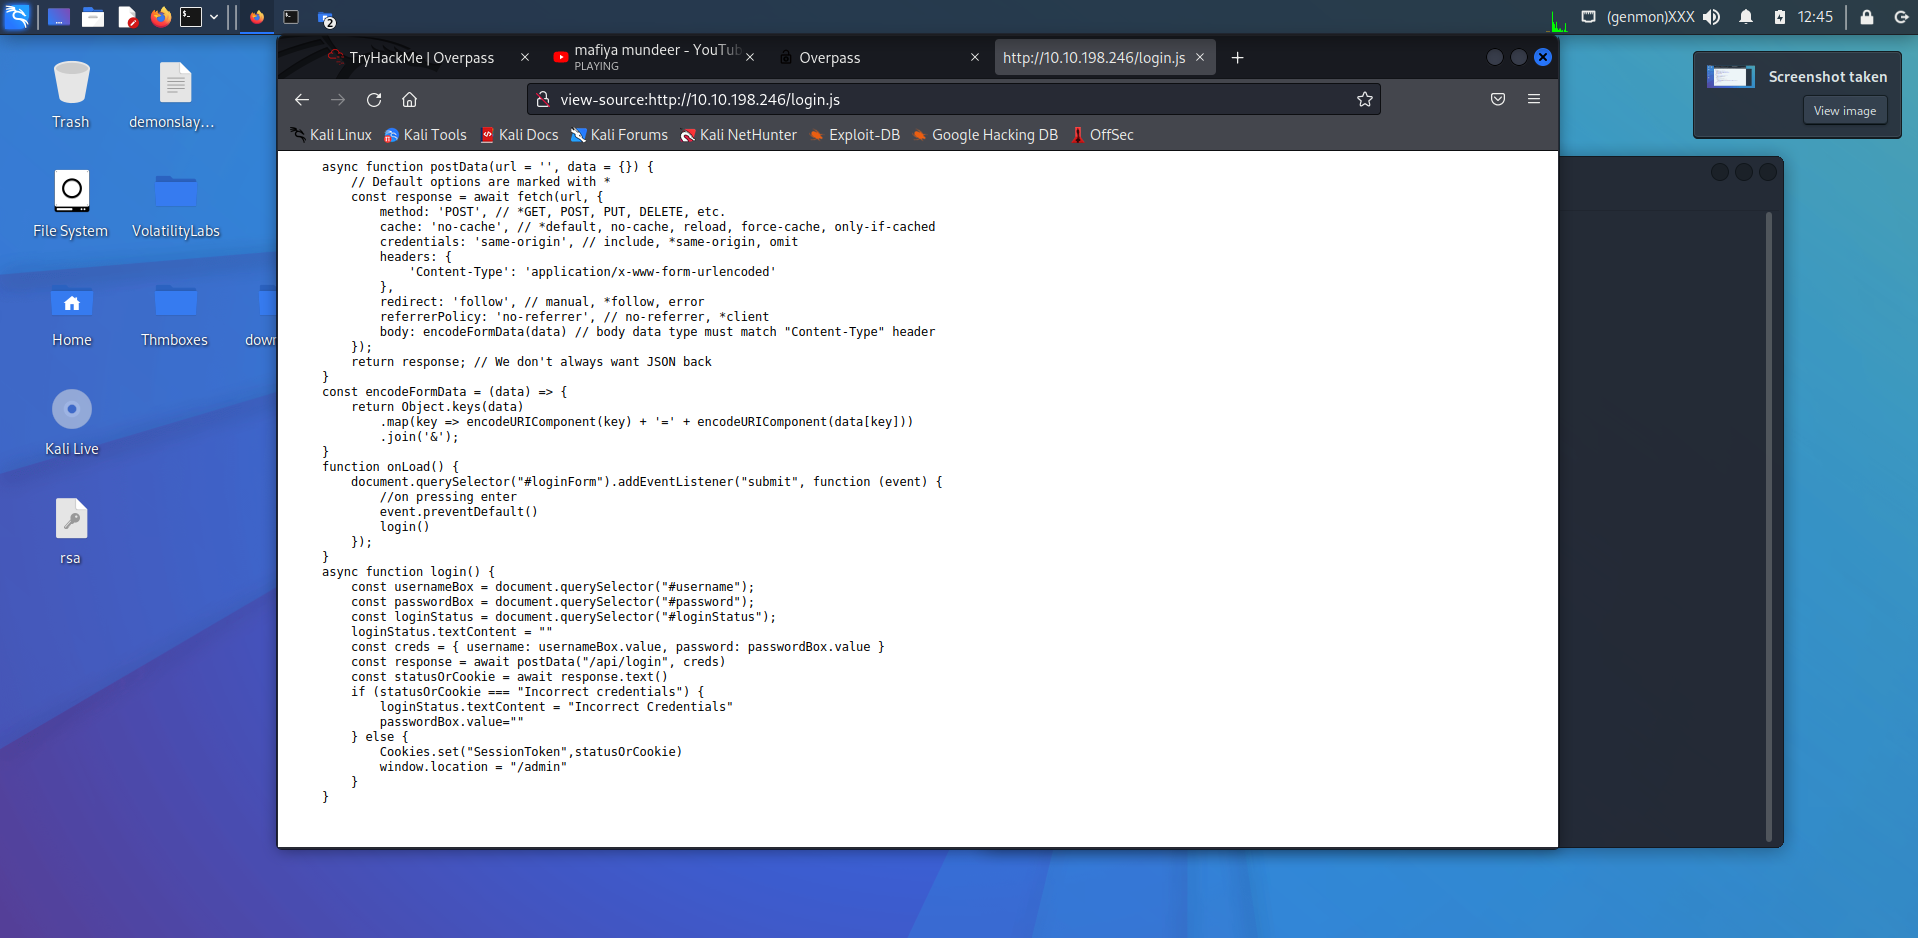 (genmon)XXX
12:45
TryHackMe | Overpass
mafiya mundeer - YouTub
PLAYING
Overpass
http://10.10.198.246/login.js
view-source:http://10.10.198.246/login.js
Kali Linux
Kali Tools
Kali Docs
Kali Forums
Kali NetHunter
Exploit-DB
Google Hacking DB
OffSec
Screenshot taken
View image
Trash
demonslay...
File System
VolatilityLabs
Home
Thmboxes
dow
Kali Live
rsa
async function postData(url = '', data = {}) {
// Default options are marked with *
const response = await fetch(url, {
method: 'POST', // *GET, POST, PUT, DELETE, etc.
cache: 'no-cache', // *default, no-cache, reload, force-cache, only-if-cached
credentials: 'same-origin', // include, *same-origin, omit
headers: {
'Content-Type': 'application/x-www-form-urlencoded'
},
redirect: 'follow', // manual, *follow, error
referrerPolicy: 'no-referrer', // no-referrer, *client
body: encodeFormData(data) // body data type must match "Content-Type" header
});
return response; // We don't always want JSON back
}
const encodeFormData = (data) => {
return Object.keys(data)
.map(key => encodeURIComponent(key) + '=' + encodeURIComponent(data[key]))
.join('&');
}
function onLoad() {
document.querySelector("#loginForm").addEventListener("submit", function (event) {
//on pressing enter
event.preventDefault()
login()
});
}
async function login() {
const usernameBox = document.querySelector("#username");
const passwordBox = document.querySelector("#password");
const loginStatus = document.querySelector("#loginStatus");
loginStatus.textContent = ""
const creds = { username: usernameBox.value, password: passwordBox.value }
const response = await postData("/api/login", creds)
const statusOrCookie = await response.text()
if (statusOrCookie === "Incorrect credentials") {
loginStatus.textContent = "Incorrect Credentials"
passwordBox.value=""
} else {
Cookies.set("SessionToken",statusOrCookie)
window.location = "/admin"
}
}